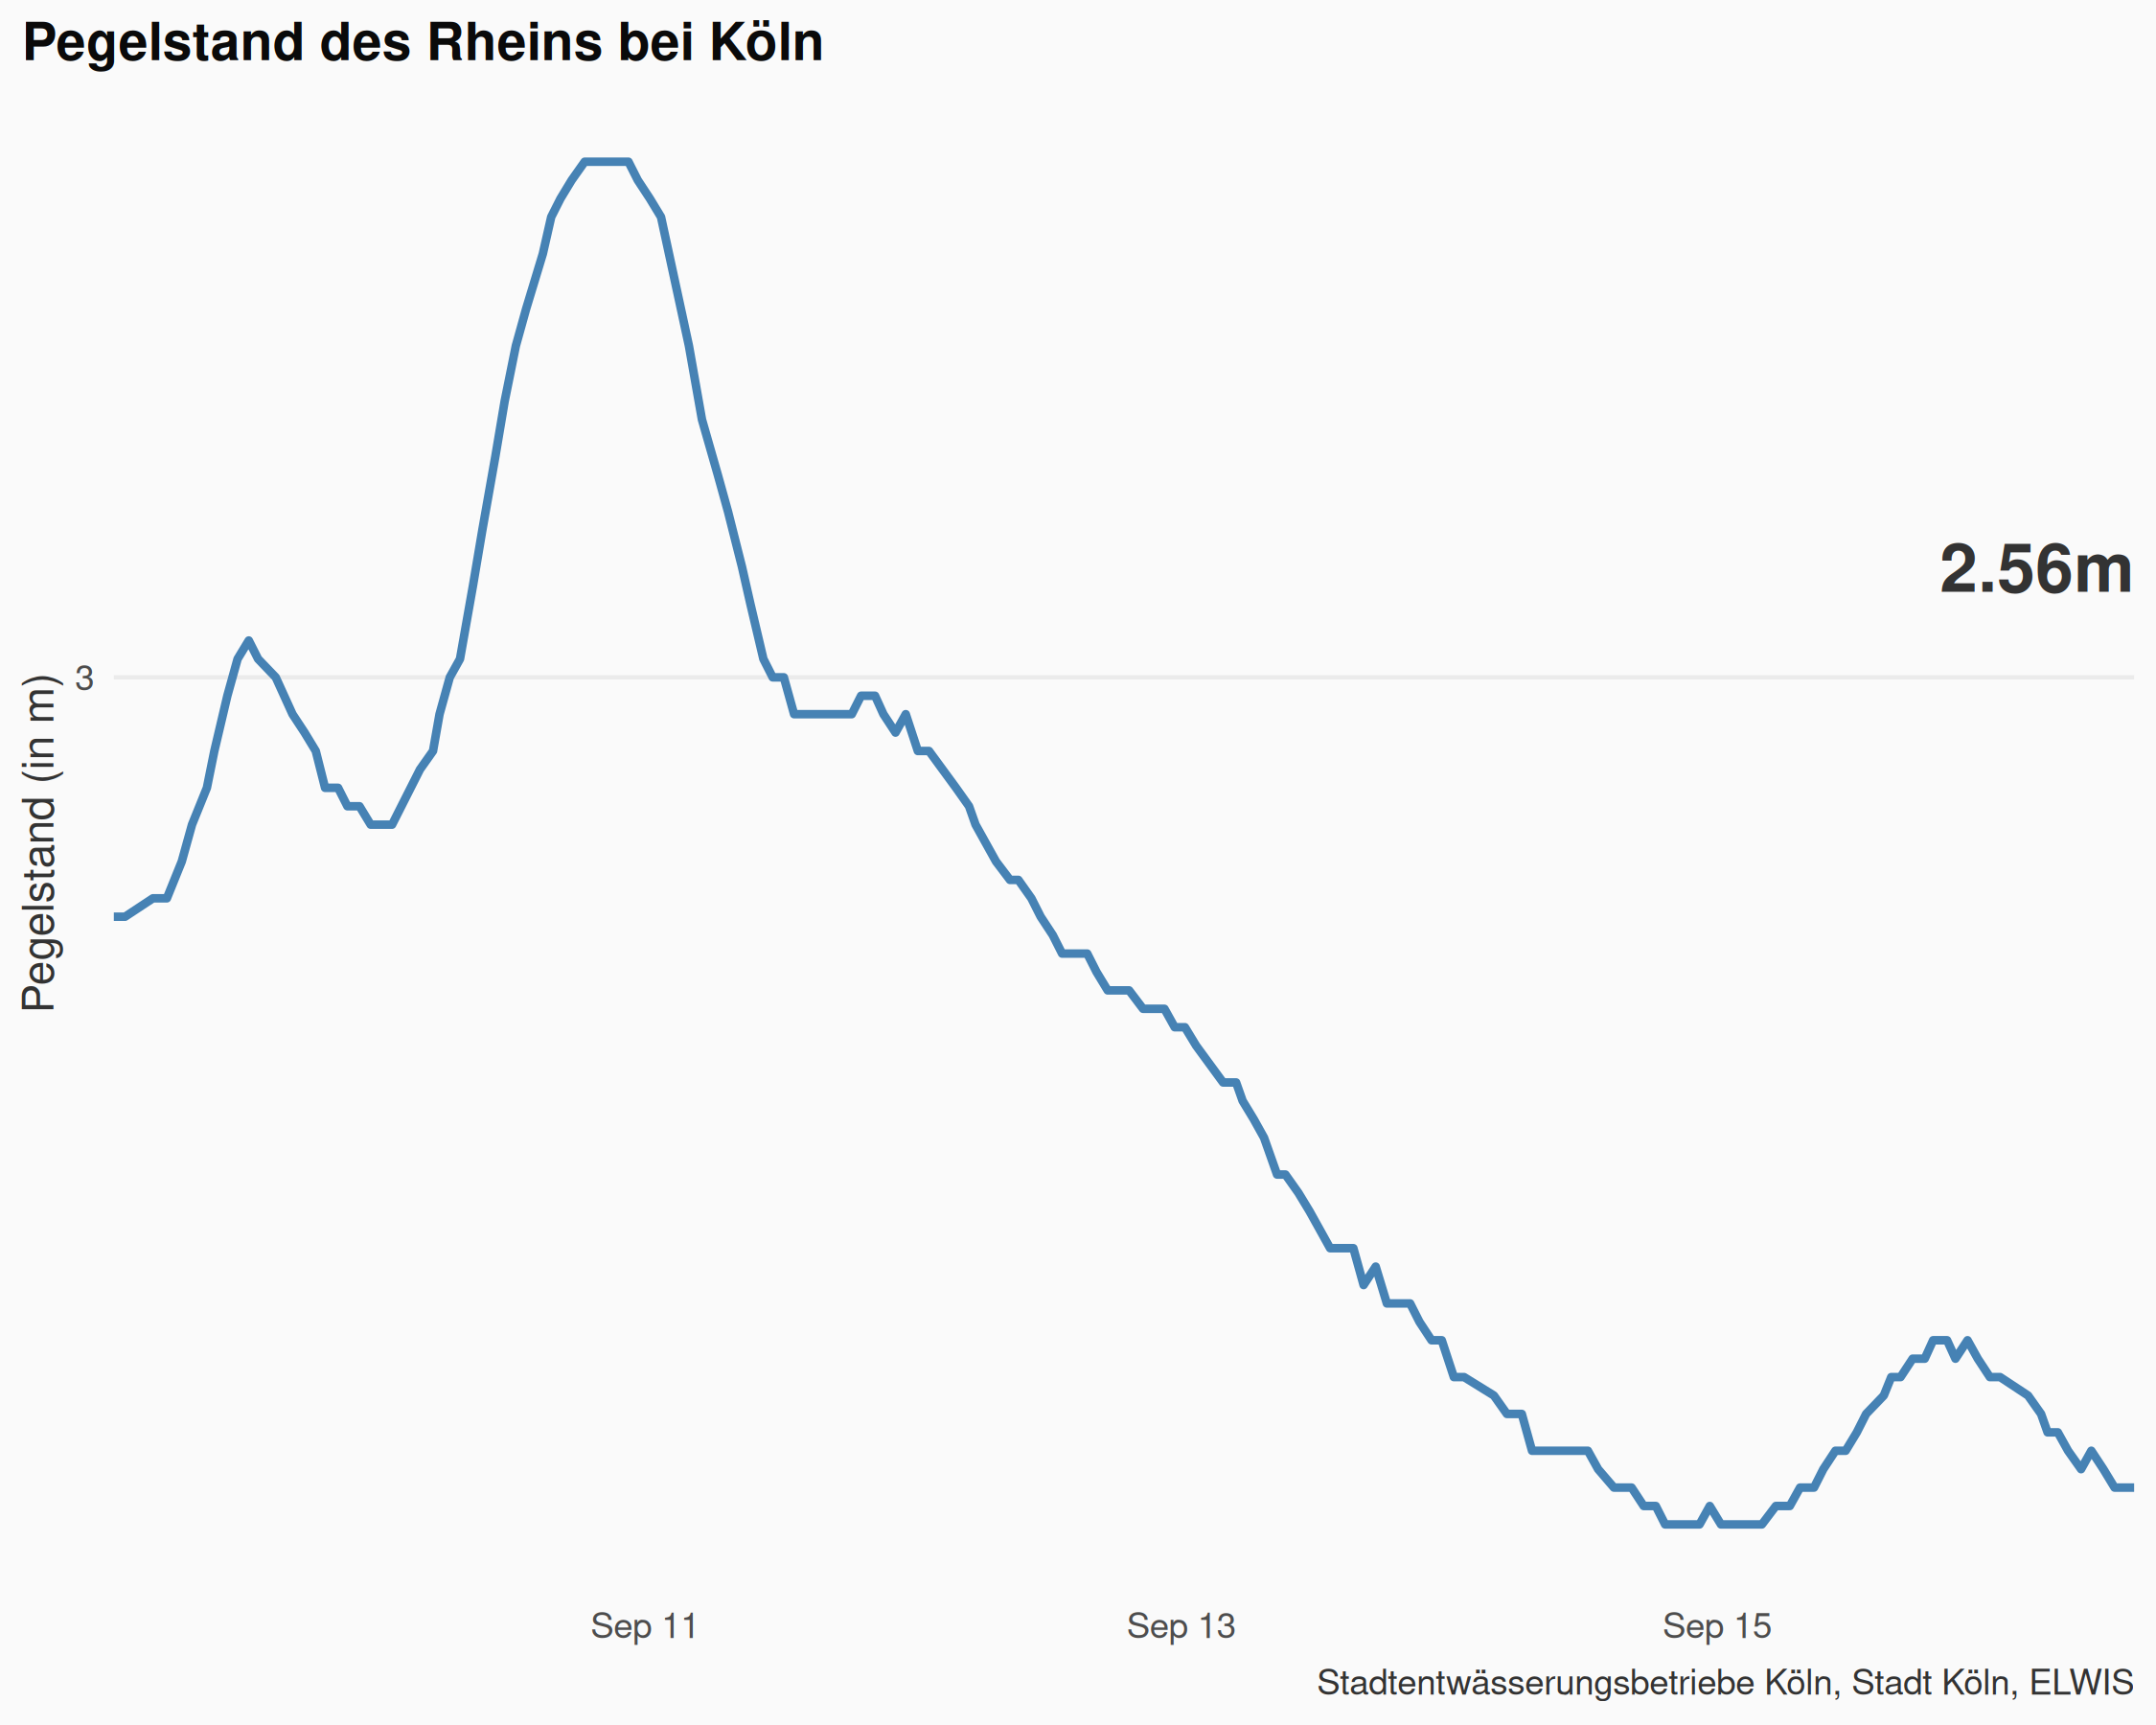 Pegelstand des Rheins bei Köln
2.56m
3
Pegelstand (in m)
Sep 11
Sep 13
Sep 15
Stadtentwässerungsbetriebe Köln, Stadt Köln, ELWIS